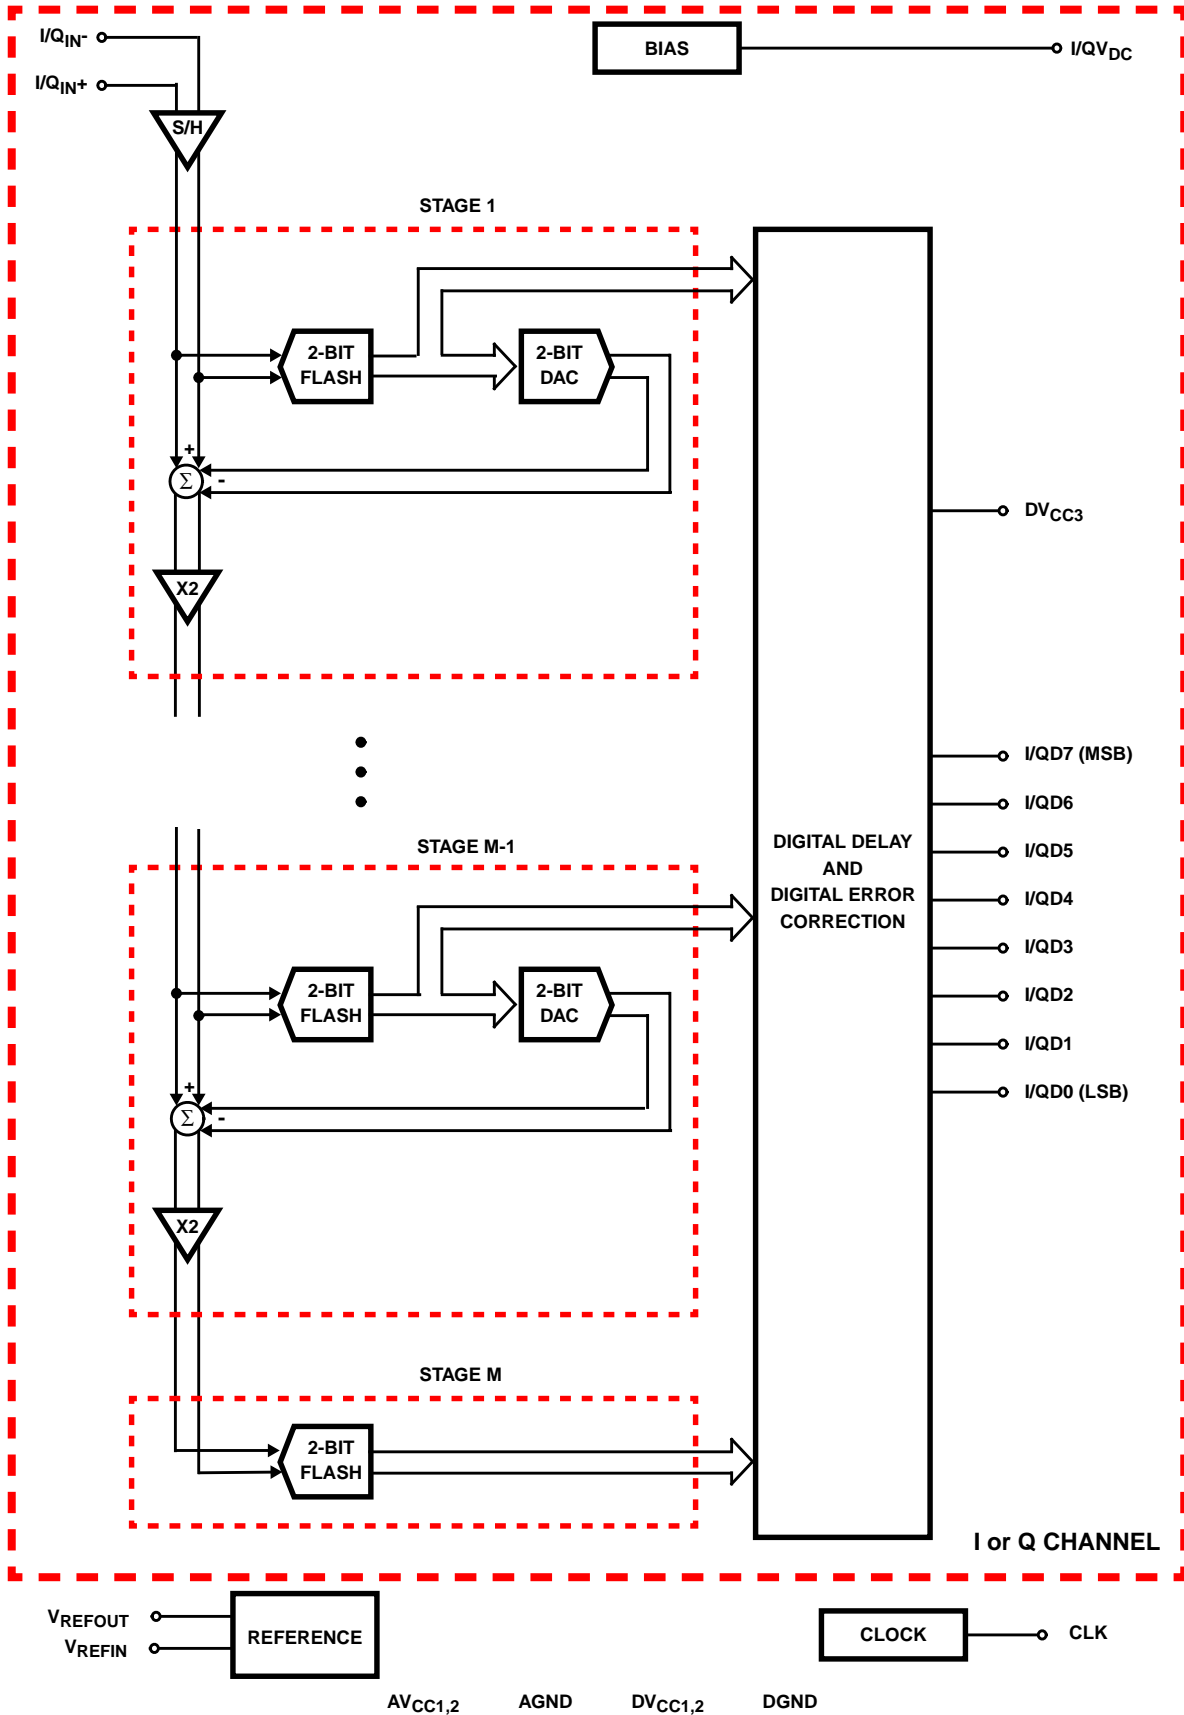 I/QIN-
BIAS
I/QVDC
I/QIN+
S/H
STAGE 1
2-BIT
FLASH
2-BIT
DAC
+
Σ
-
DVCC3
X2
I/QD7 (MSB)
I/QD6
STAGE M-1
DIGITAL DELAY
AND
DIGITAL ERROR
CORRECTION
I/QD5
I/QD4
I/QD3
2-BIT
FLASH
2-BIT
DAC
I/QD2
I/QD1
I/QD0 (LSB)
+
Σ
-
X2
STAGE M
2-BIT
FLASH
I or Q CHANNEL
VREFOUT
VREFIN
REFERENCE
CLOCK
CLK
AVCC1,2 AGND DVCC1,2 DGND